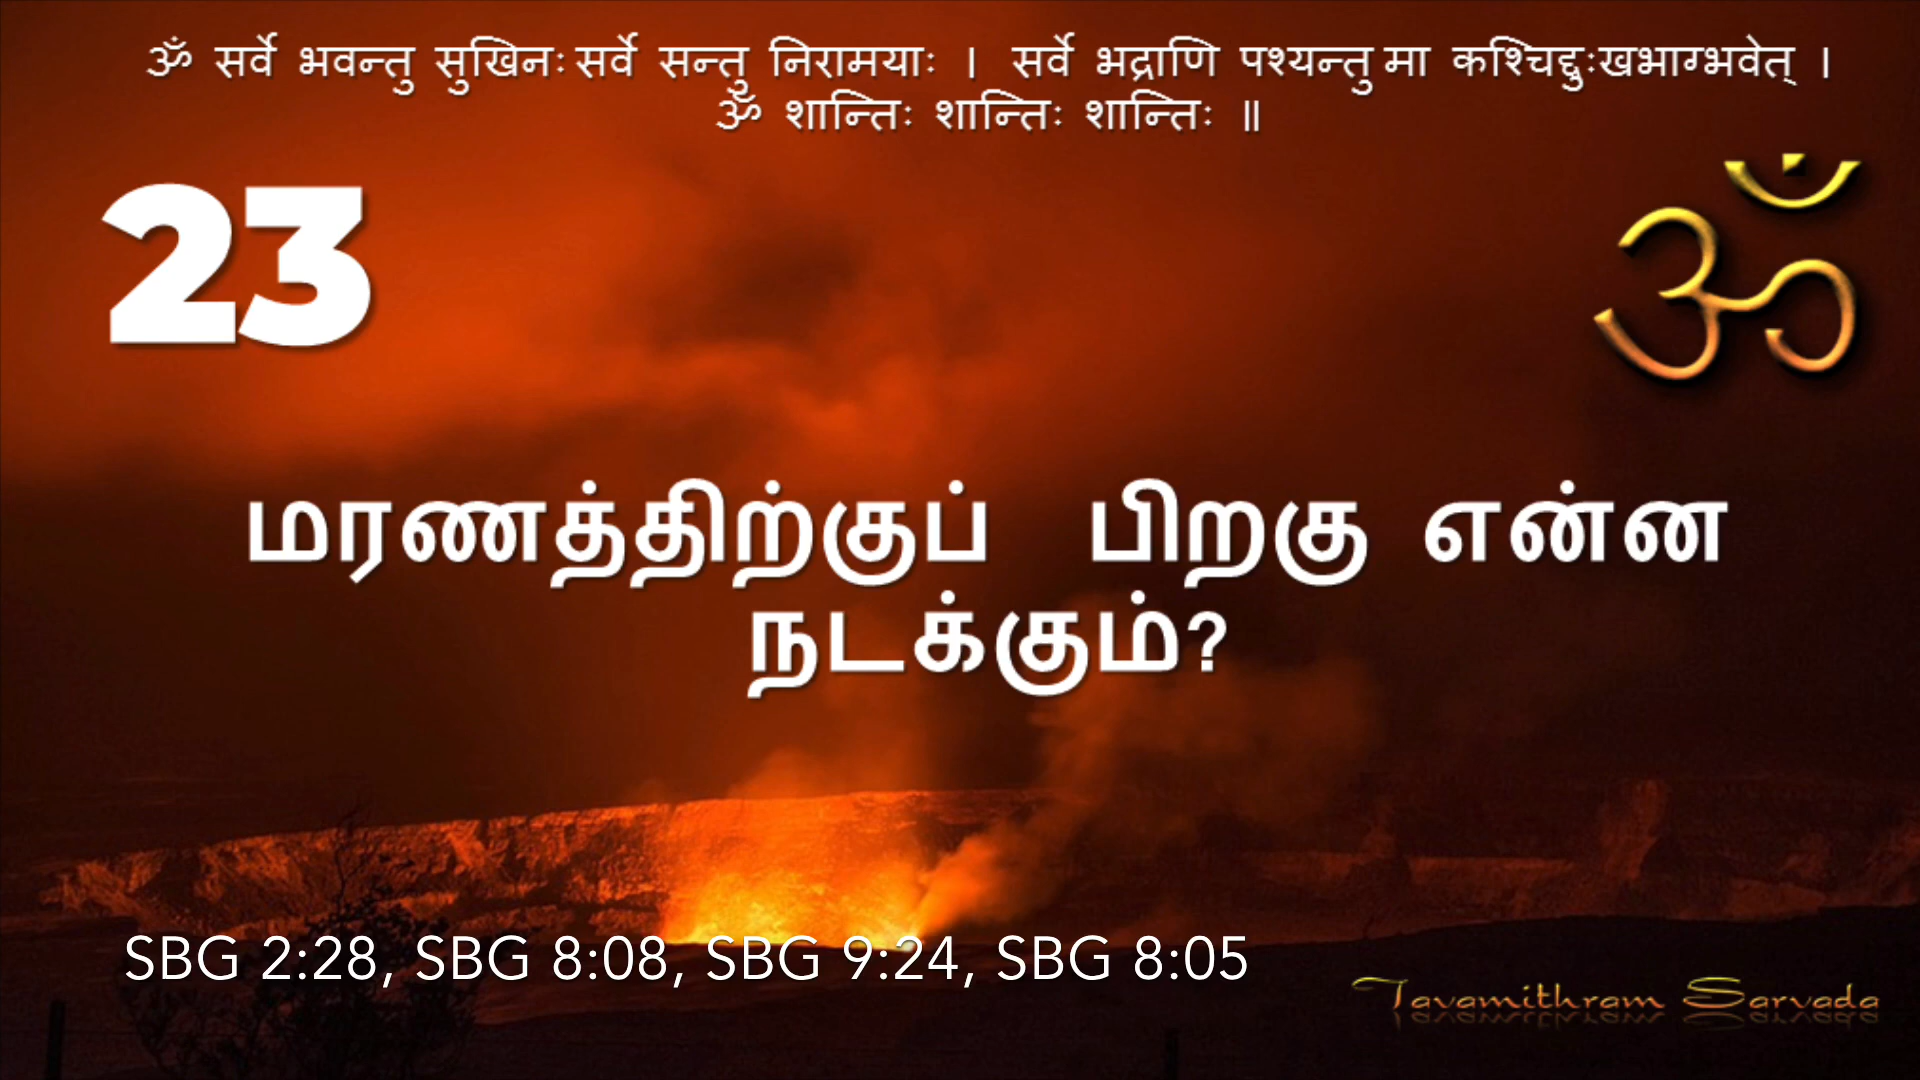 ॐ सर्वे भवन्तु सुखिनः सर्वे सन्तु निरामयाः । सर्वे भद्राणि पश्यन्तु मा कश्चिद्दुःखभाग्भवेत् ।
ॐ शान्तिः शान्तिः शान्तिः ॥
23
ॐ
மரணத்திற்குப் பிறகு என்ன
நடக்கும்?
SBG 2:28, SBG 8:08, SBG 9:24, SBG 8:05
Tavamithram Sarvada